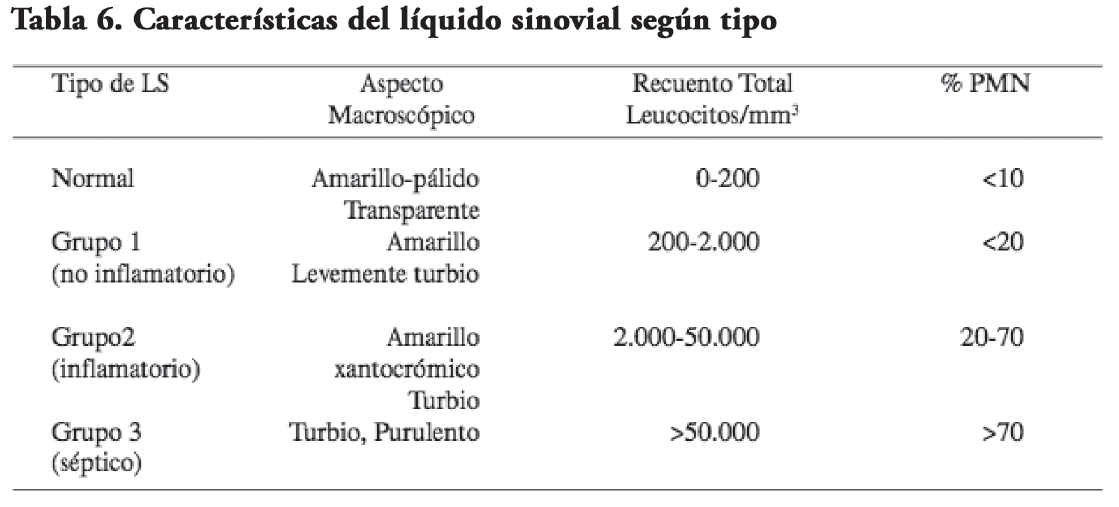 Tabla 6. Características del líquido sinovial según tipo
Tipo de LS Aspecto Recuento Total % PMN
Macroscópico Leucocitos/mm³
Normal Amarillo-pálido 0-200 <10
Transparente
Grupo 1 Amarillo 200-2.000 <20
(no inflamatorio) Levemente turbio
Grupo2 Amarillo 2.000-50.000 20-70
(inflamatorio) xantocrómico
Turbio
Grupo 3 Turbio, Purulento >50.000 >70
(séptico)